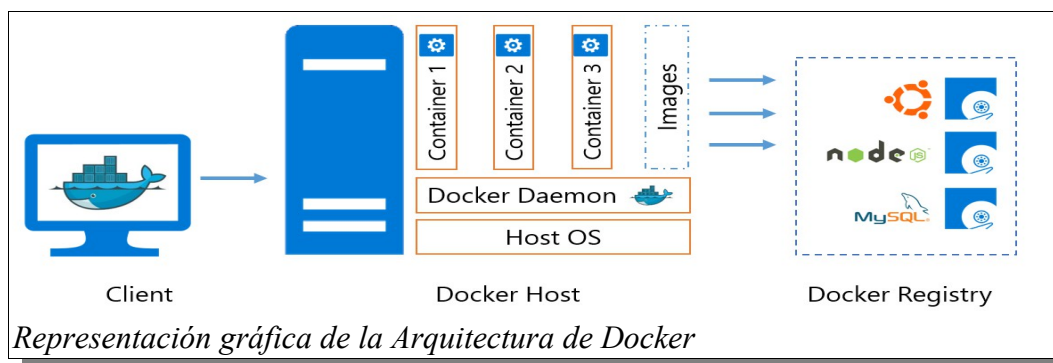 Container 1
Container 2
Container 3
Images
node JS
MySQL
Docker Daemon
Host OS
Client
Docker Host
Docker Registry
Representación gráfica de la Arquitectura de Docker